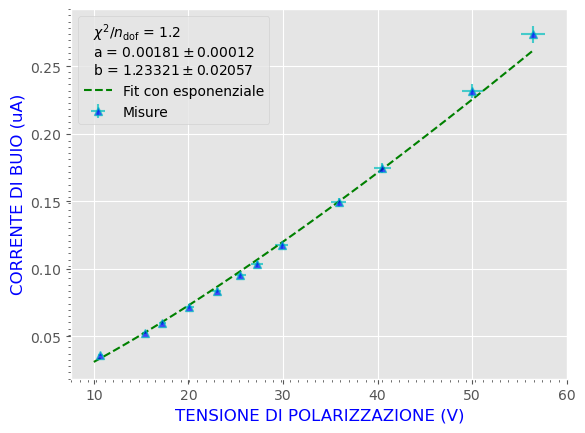 χ²/n_dof = 1.2
a = 0.00181 ± 0.00012
b = 1.23321 ± 0.02057
Fit con esponenziale
Misure
CORRENTE DI BUIO (uA)
0.25
0.20
0.15
0.10
0.05
10 20 30 40 50 60
TENSIONE DI POLARIZZAZIONE (V)